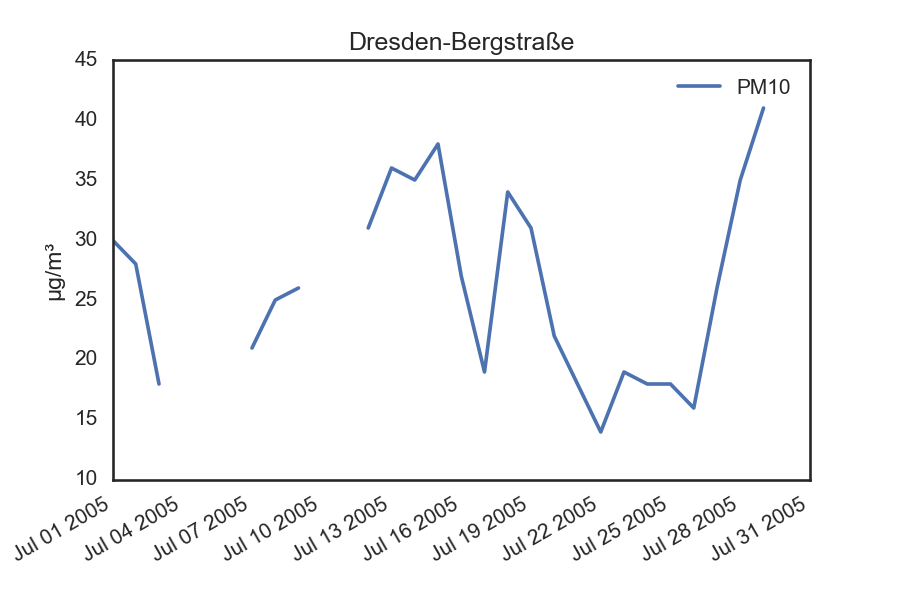 Dresden-Bergstraße
45
40
35
30
25
20
15
10
µg/m³
PM10
Jul 01 2005
Jul 04 2005
Jul 07 2005
Jul 10 2005
Jul 13 2005
Jul 16 2005
Jul 19 2005
Jul 22 2005
Jul 25 2005
Jul 28 2005
Jul 31 2005